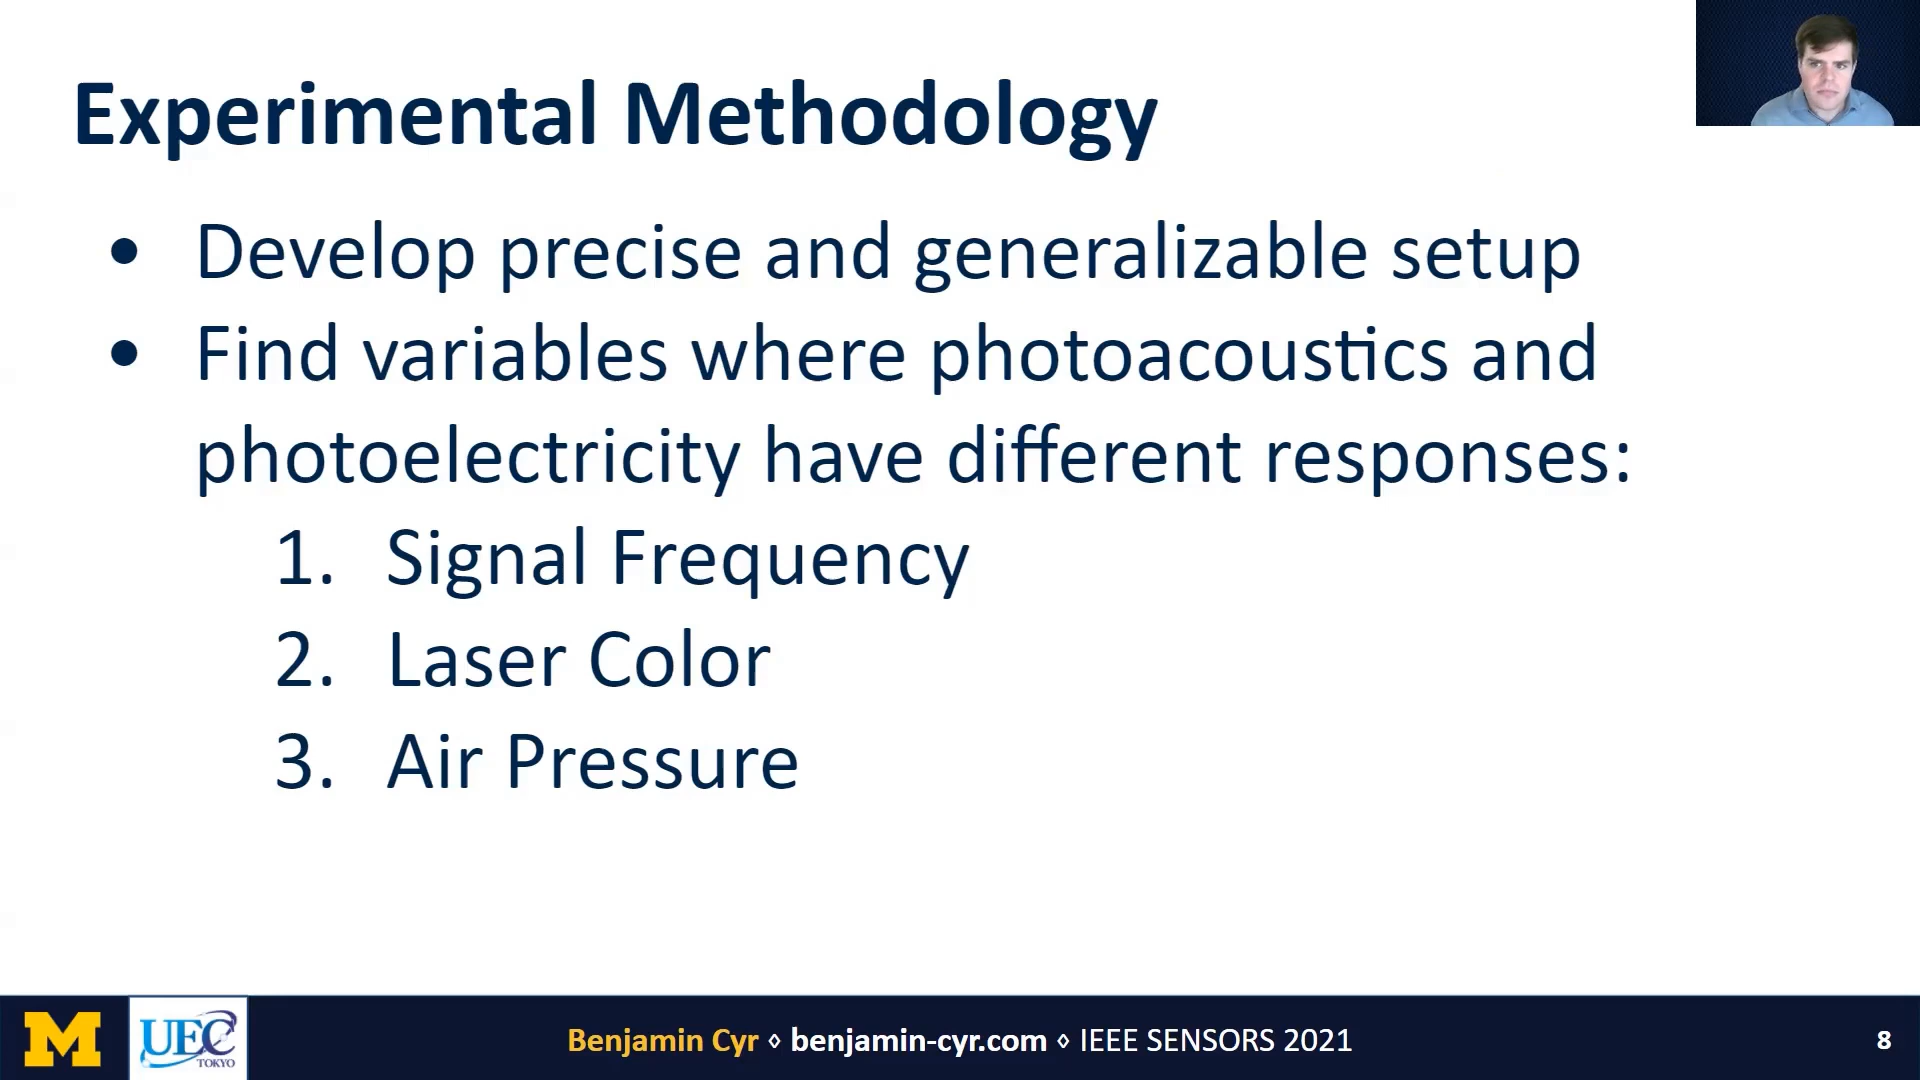 Experimental Methodology
• Develop precise and generalizable setup
• Find variables where photoacoustics and
photoelectricity have different responses:
1. Signal Frequency
2. Laser Color
3. Air Pressure
M
UEC
TOKYO
Benjamin Cyr ◊ benjamin-cyr.com ◊ IEEE SENSORS 2021
8